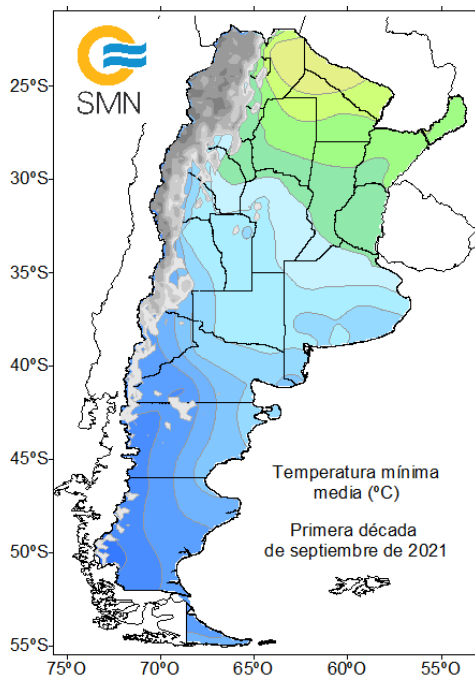 SMN
25°S
30°S
35°S
40°S
45°S
50°S
55°S
Temperatura mínima
media (ºC)
Primera década
de septiembre de 2021
75°O 70°O 65°O 60°O 55°O